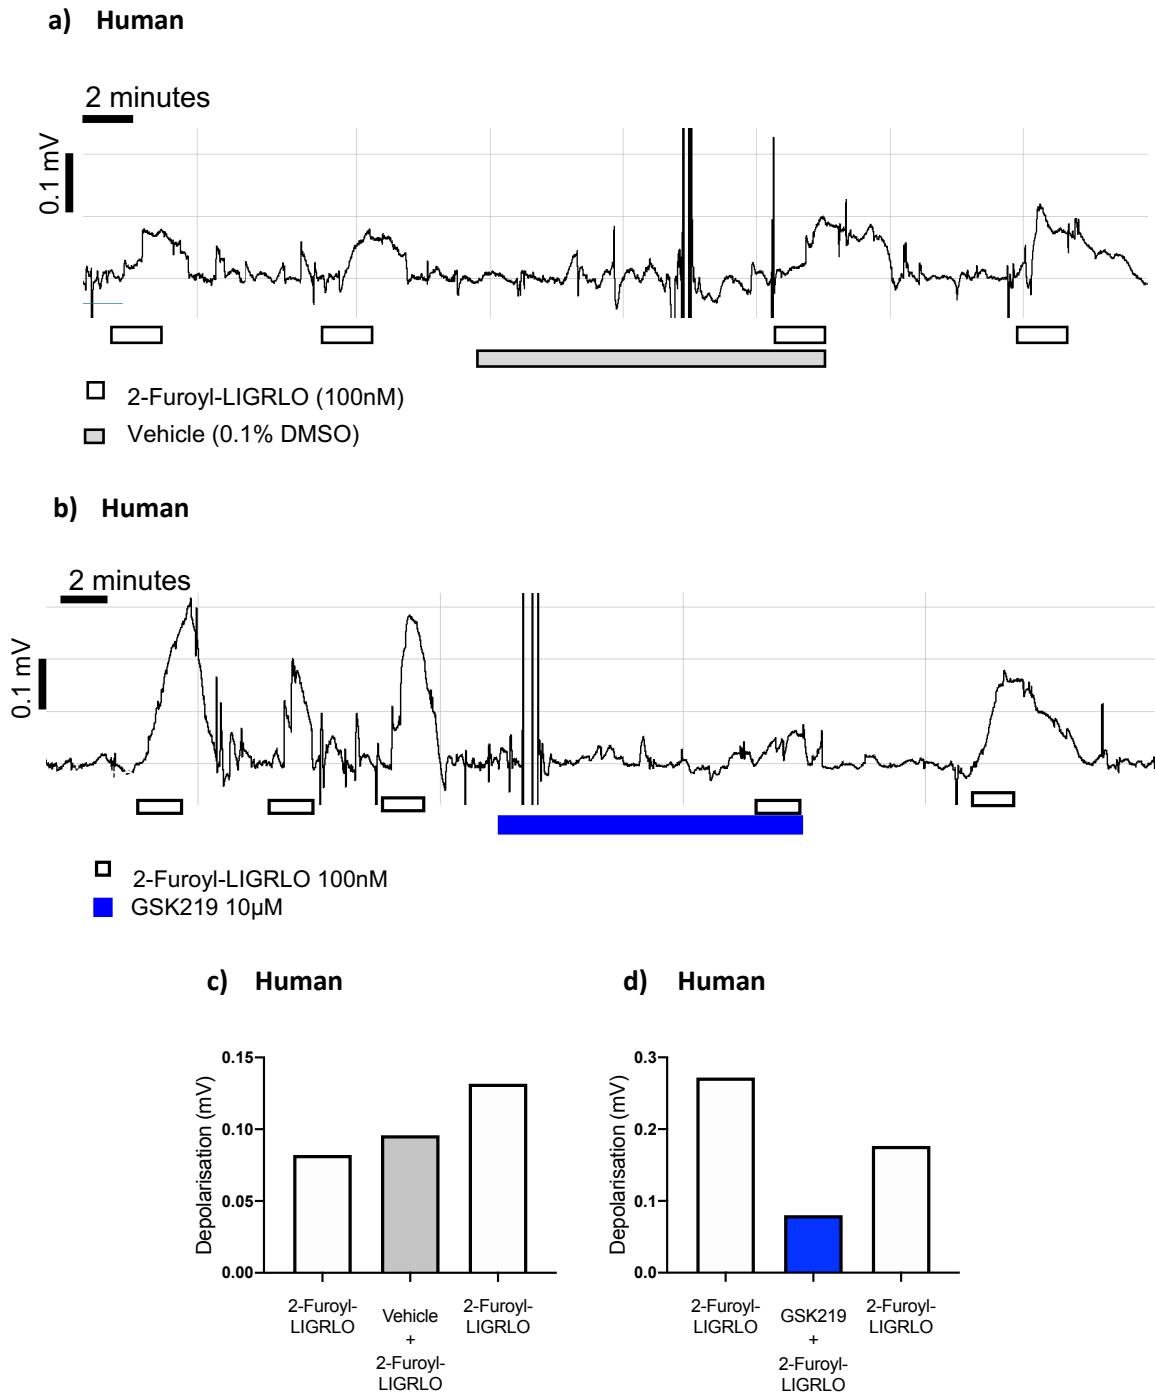 a) Human
2 minutes
0.1 mV
2-Furoyl-LIGRLO (100nM)
Vehicle (0.1% DMSO)
b) Human
2 minutes
0.1 mV
2-Furoyl-LIGRLO 100nM
GSK219 10µM
c) Human
Depolarisation (mV)
0.15
0.10
0.05
0.00
2-Furoyl-
LIGRLO
Vehicle
+
2-Furoyl-
LIGRLO
2-Furoyl-
LIGRLO
d) Human
Depolarisation (mV)
0.3
0.2
0.1
0.0
2-Furoyl-
LIGRLO
GSK219
+
2-Furoyl-
LIGRLO
2-Furoyl-
LIGRLO